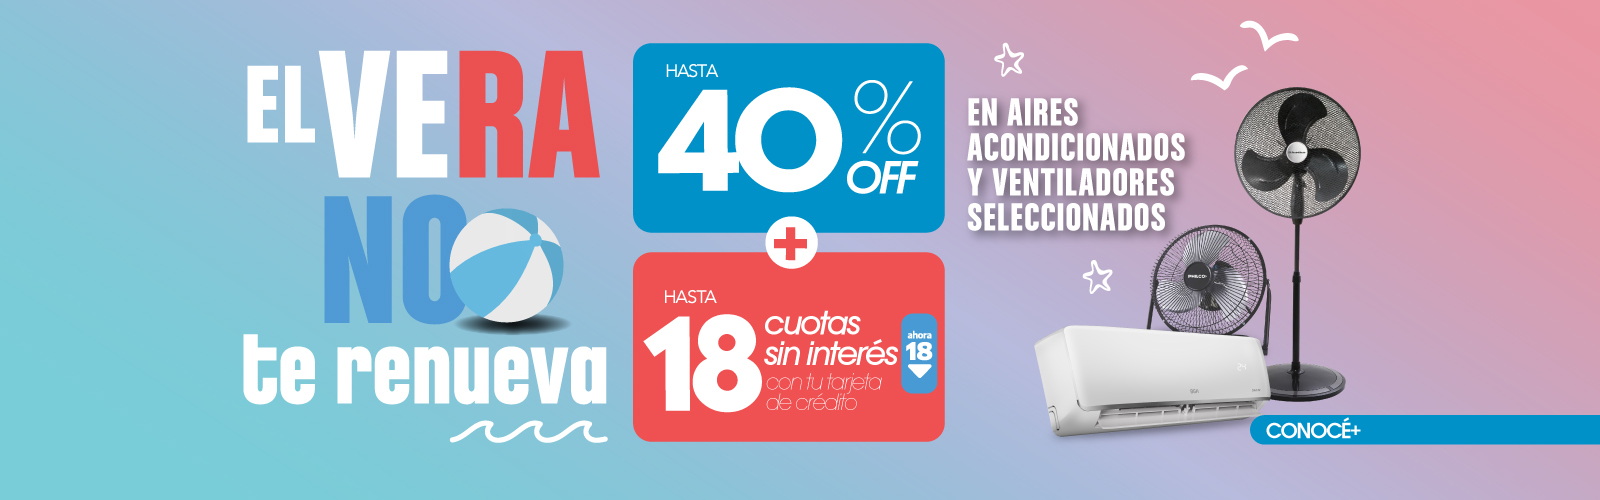 EL VERA
NO
te renueva
HASTA
40%
OFF
+
HASTA
18 cuotas
sin interés
con tu tarjeta
de crédito
ahora
18
EN AIRES
ACONDICIONADOS
Y VENTILADORES
SELECCIONADOS
PHILCO
CONOCÉ+